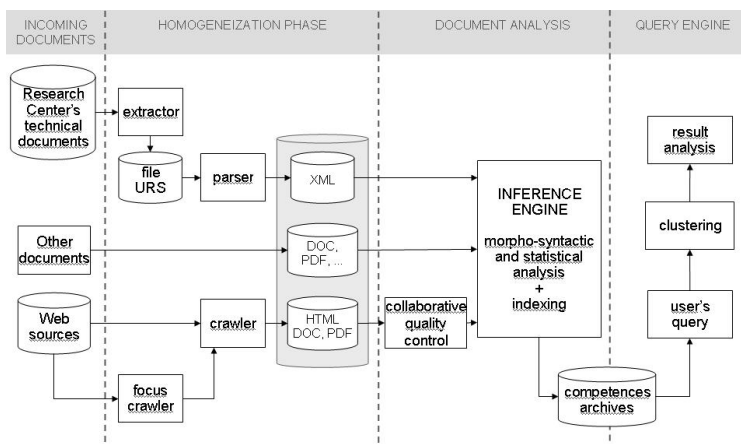 INCOMING
DOCUMENTS
HOMOGENEIZATION PHASE
DOCUMENT ANALYSIS
QUERY ENGINE
Research
Center's
technical
documents
extractor
file
URS
parser
XML
Other
documents
DOC,
PDF, ...
Web
sources
crawler
HTML
DOC, PDF
focus
crawler
collaborative
quality
control
INFERENCE
ENGINE
morpho-syntactic
and statistical
analysis
+
indexing
competences
archives
result
analysis
clustering
user's
query